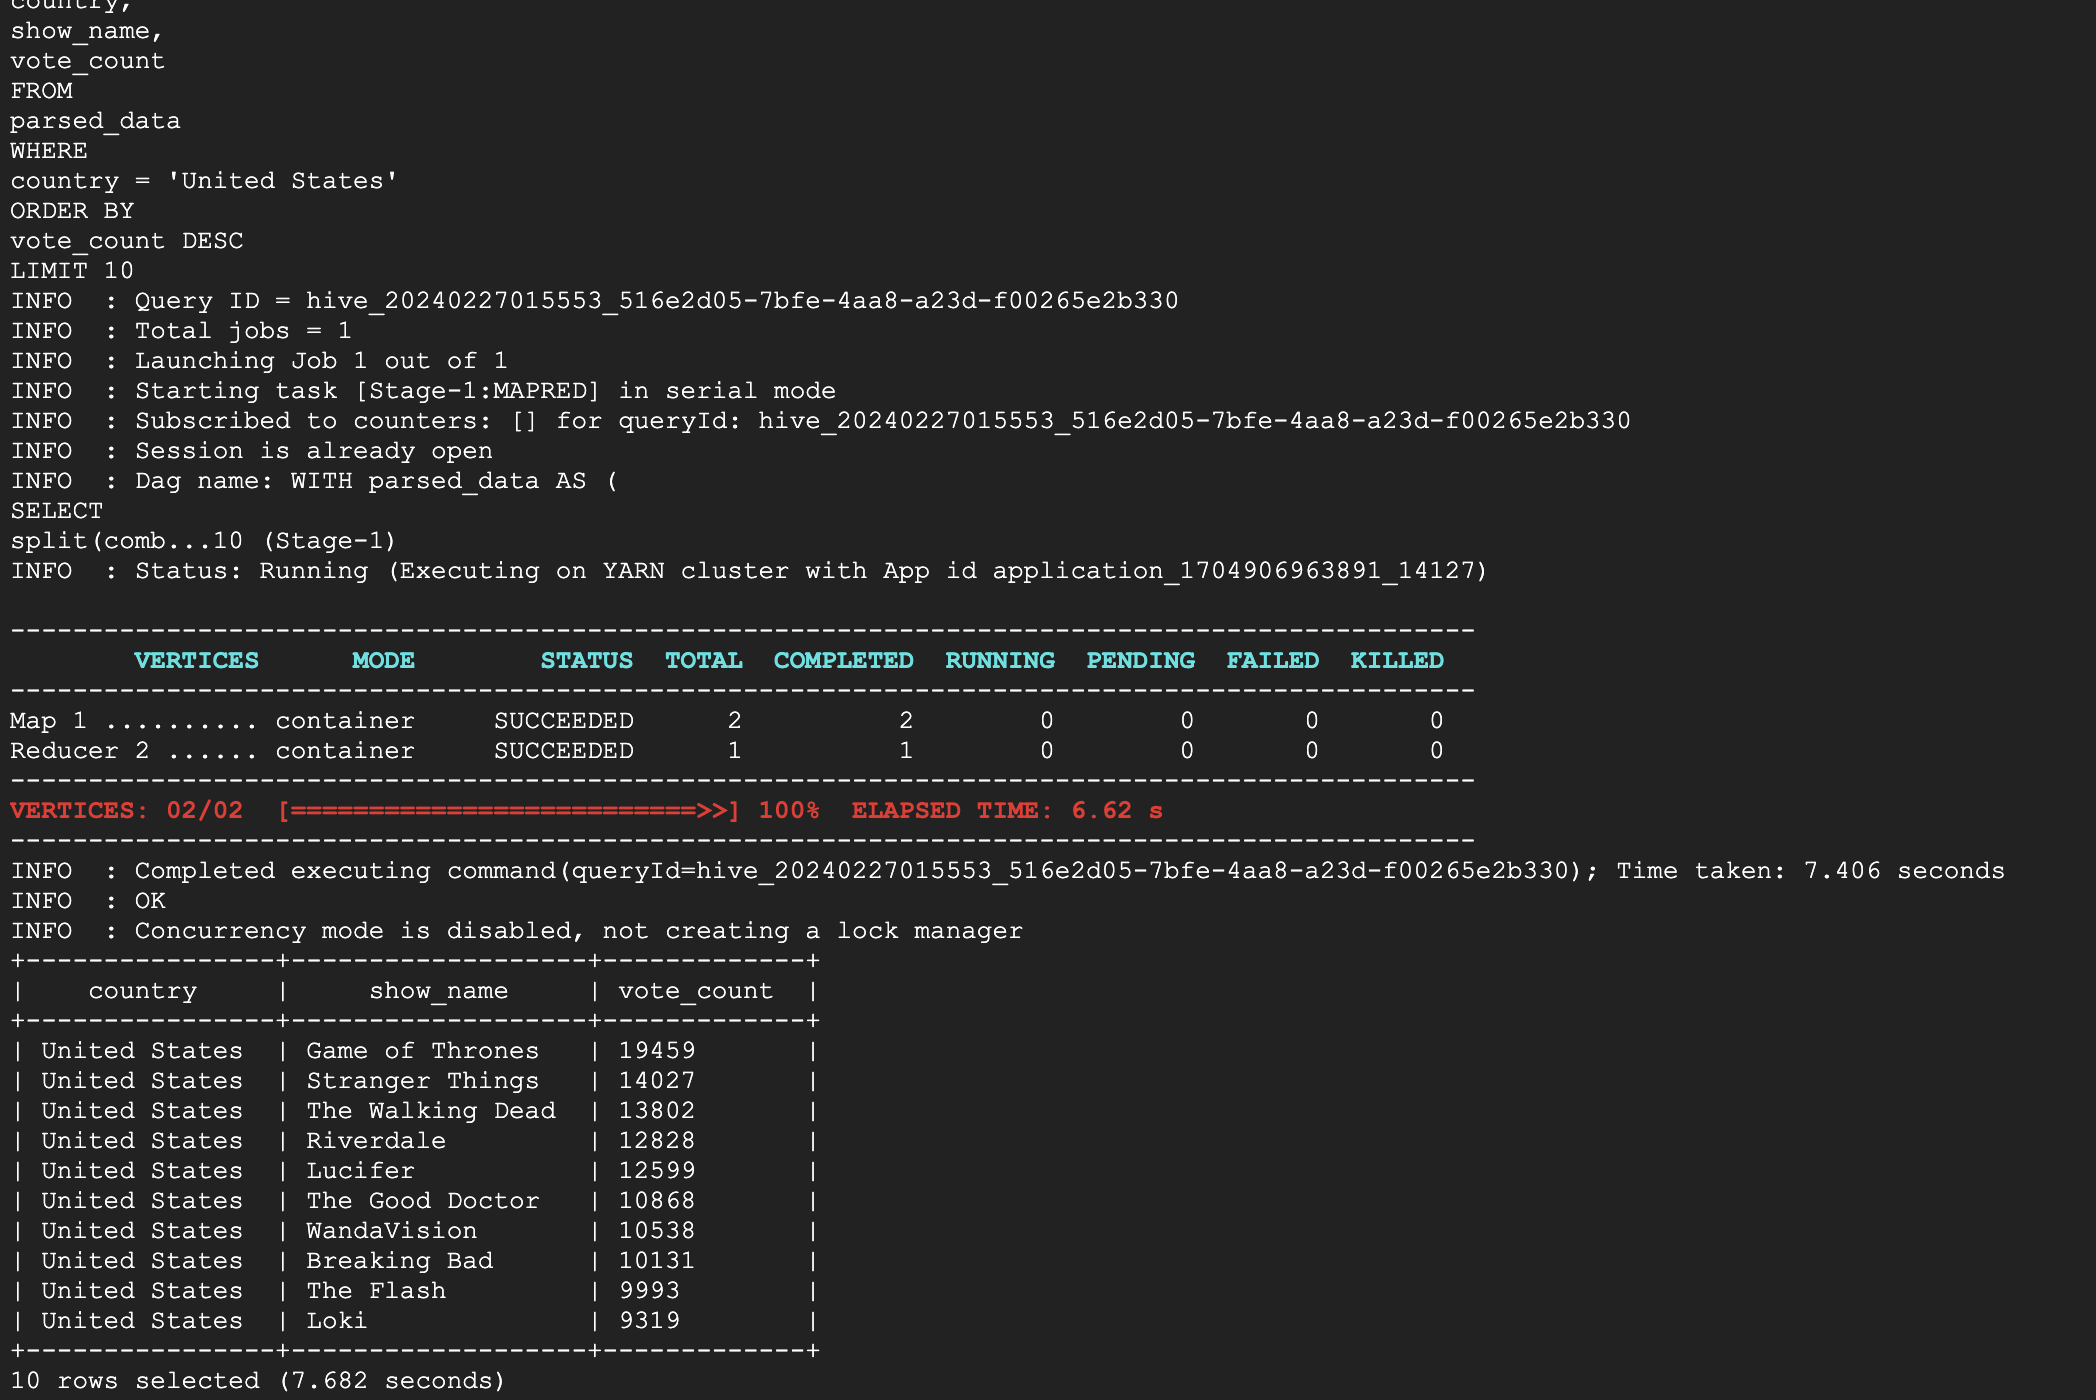 country,
show_name,
vote_count
FROM
parsed_data
WHERE
country = 'United States'
ORDER BY
vote_count DESC
LIMIT 10
INFO  : Query ID = hive_20240227015553_516e2d05-7bfe-4aa8-a23d-f00265e2b330
INFO  : Total jobs = 1
INFO  : Launching Job 1 out of 1
INFO  : Starting task [Stage-1:MAPRED] in serial mode
INFO  : Subscribed to counters: [] for queryId: hive_20240227015553_516e2d05-7bfe-4aa8-a23d-f00265e2b330
INFO  : Session is already open
INFO  : Dag name: WITH parsed_data AS (
SELECT
split(comb...10 (Stage-1)
INFO  : Status: Running (Executing on YARN cluster with App id application_1704906963891_14127)
----------------------------------------------------------------------------------------------
        VERTICES      MODE        STATUS  TOTAL  COMPLETED  RUNNING  PENDING  FAILED  KILLED
----------------------------------------------------------------------------------------------
Map 1 .......... container     SUCCEEDED      2          2        0        0       0       0
Reducer 2 ...... container     SUCCEEDED      1          1        0        0       0       0
----------------------------------------------------------------------------------------------
VERTICES: 02/02  [==========================>>] 100%  ELAPSED TIME: 6.62 s
----------------------------------------------------------------------------------------------
INFO  : Completed executing command(queryId=hive_20240227015553_516e2d05-7bfe-4aa8-a23d-f00265e2b330); Time taken: 7.406 seconds
INFO  : OK
INFO  : Concurrency mode is disabled, not creating a lock manager
+----------------+-------------------+-------------+
|    country     |     show_name     | vote_count  |
+----------------+-------------------+-------------+
| United States  | Game of Thrones   | 19459       |
| United States  | Stranger Things   | 14027       |
| United States  | The Walking Dead  | 13802       |
| United States  | Riverdale         | 12828       |
| United States  | Lucifer           | 12599       |
| United States  | The Good Doctor   | 10868       |
| United States  | WandaVision       | 10538       |
| United States  | Breaking Bad      | 10131       |
| United States  | The Flash         | 9993        |
| United States  | Loki              | 9319        |
+----------------+-------------------+-------------+
10 rows selected (7.682 seconds)